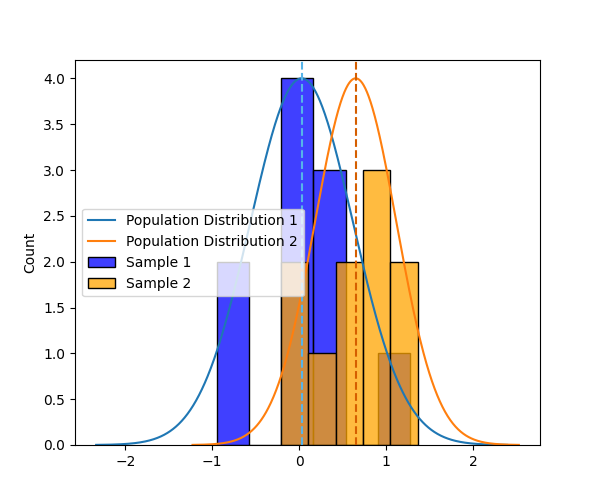 4.0
3.5
3.0
2.5
2.0
1.5
1.0
0.5
0.0
Count
Population Distribution 1
Population Distribution 2
Sample 1
Sample 2
−2 −1 0 1 2